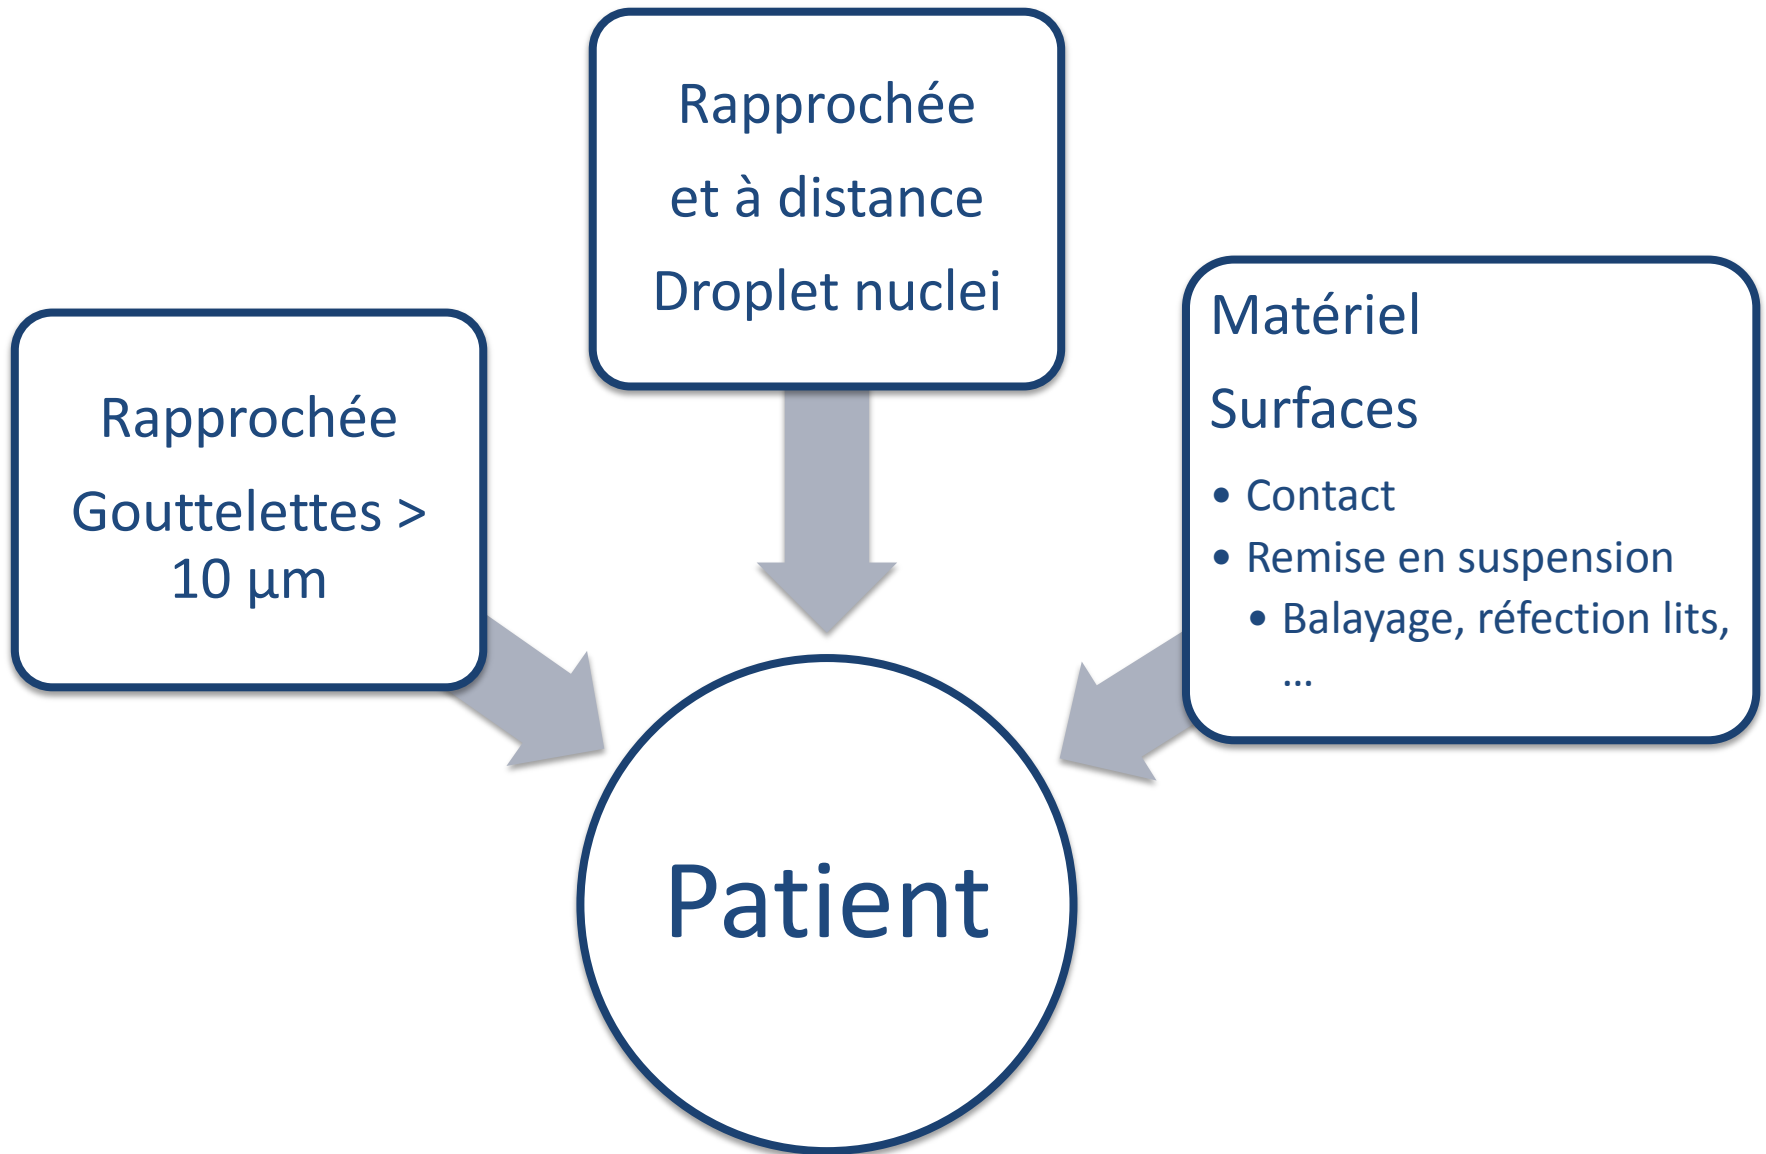 Rapprochée
Gouttelettes >
10 µm
Rapprochée
et à distance
Droplet nuclei
Matériel
Surfaces
• Contact
• Remise en suspension
• Balayage, réfection lits,
...
Patient